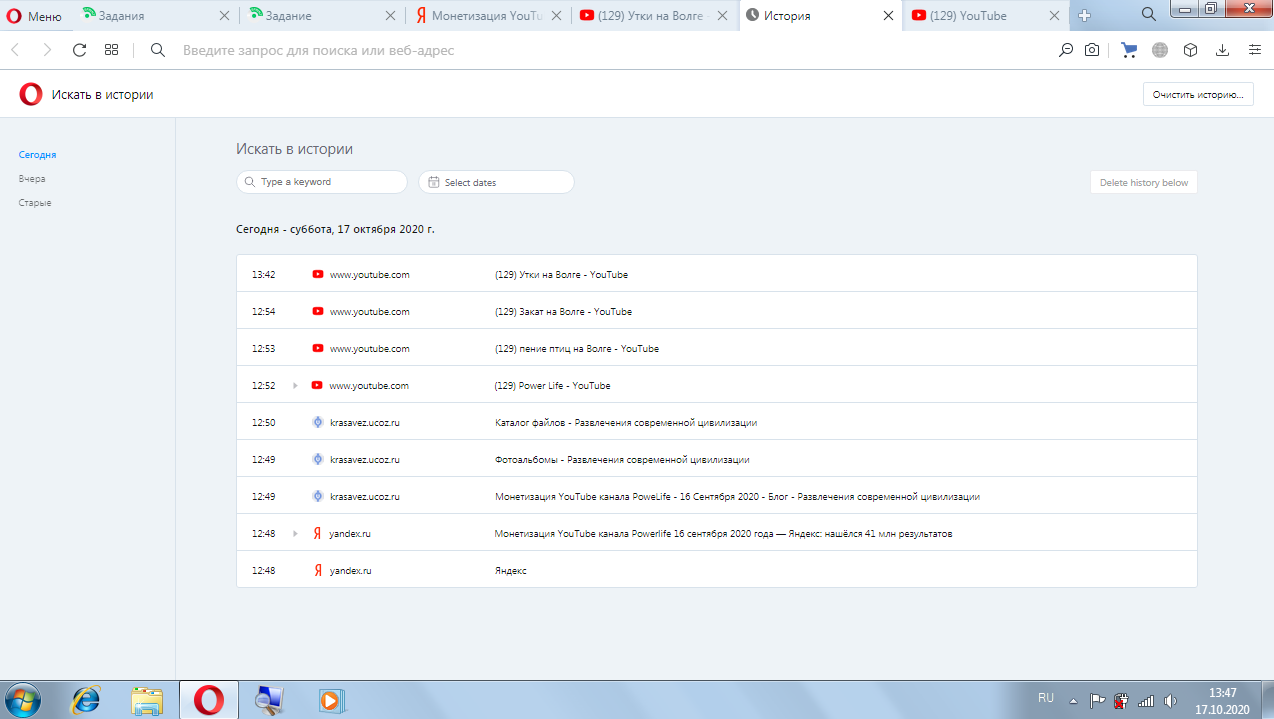 Меню Задания Задание Монетизация YouTu (129) Утки на Волге - История (129) YouTube
Введите запрос для поиска или веб-адрес
Искать в истории Очистить историю...
Сегодня
Вчера
Старые
Искать в истории
Type a keyword Select dates Delete history below
Сегодня - суббота, 17 октября 2020 г.
13:42 www.youtube.com (129) Утки на Волге - YouTube
12:54 www.youtube.com (129) Закат на Волге - YouTube
12:53 www.youtube.com (129) пение птиц на Волге - YouTube
12:52 www.youtube.com (129) Power Life - YouTube
12:50 krasavez.ucoz.ru Каталог файлов - Развлечения современной цивилизации
12:49 krasavez.ucoz.ru Фотоальбомы - Развлечения современной цивилизации
12:49 krasavez.ucoz.ru Монетизация YouTube канала PoweLife - 16 Сентября 2020 - Блог - Развлечения современной цивилизации
12:48 yandex.ru Монетизация YouTube канала Powerlife 16 сентября 2020 года — Яндекс: нашёлся 41 млн результатов
12:48 yandex.ru Яндекс
RU 13:47
17.10.2020